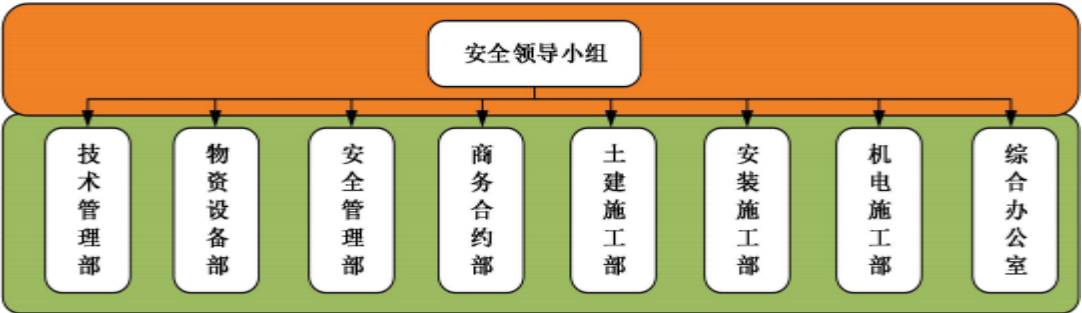 安全领导小组
技术管理部
物资设备部
安全管理部
商务合约部
土建施工部
安装施工部
机电施工部
综合办公室